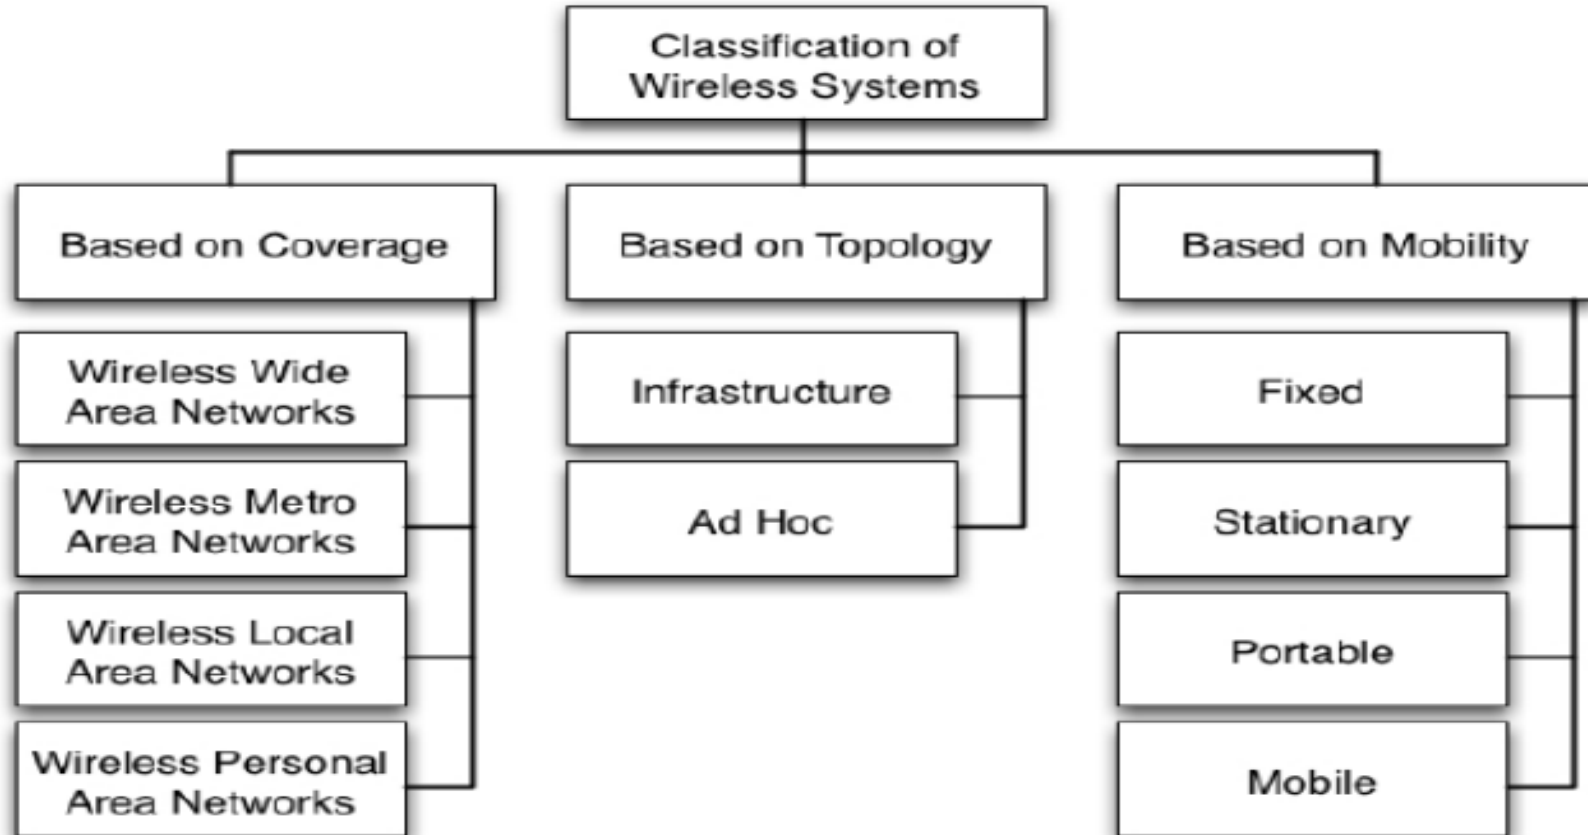 Classification of
Wireless Systems
Based on Coverage
Wireless Wide
Area Networks
Wireless Metro
Area Networks
Wireless Local
Area Networks
Wireless Personal
Area Networks
Based on Topology
Infrastructure
Ad Hoc
Based on Mobility
Fixed
Stationary
Portable
Mobile